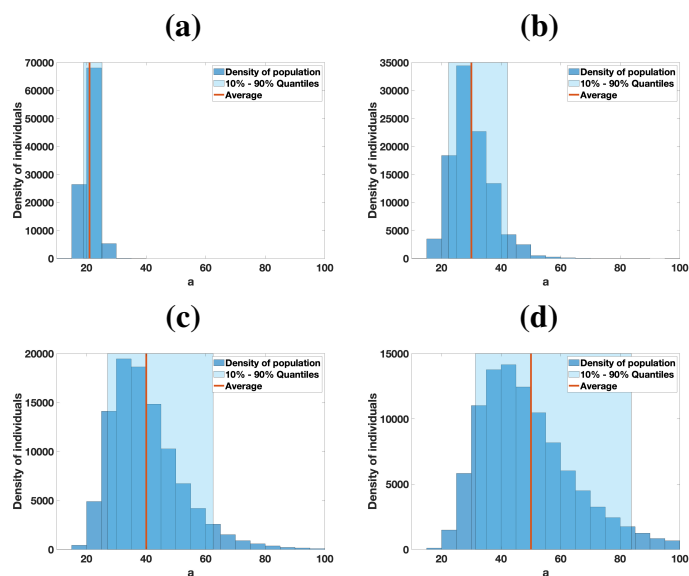 (a)
70000
60000
50000
40000
30000
20000
10000
0
20
40
60
80
100
Density of individuals
a
Density of population
10% - 90% Quantiles
Average
(b)
35000
30000
25000
20000
15000
10000
5000
0
20
40
60
80
100
Density of individuals
a
Density of population
10% - 90% Quantiles
Average
(c)
20000
15000
10000
5000
0
20
40
60
80
100
Density of individuals
a
Density of population
10% - 90% Quantiles
Average
(d)
15000
10000
5000
0
20
40
60
80
100
Density of individuals
a
Density of population
10% - 90% Quantiles
Average